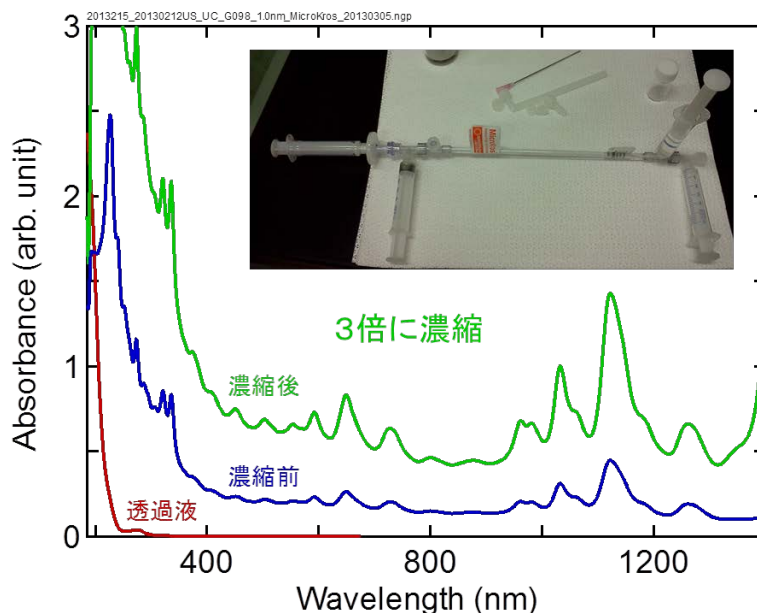 2013215_20130212US_UC_G098_1.0nm_MicroKros_20130305.ngp
3
2
1
0
Absorbance (arb. unit)
3倍に濃縮
濃縮後
濃縮前
透過液
400
800
1200
Wavelength (nm)